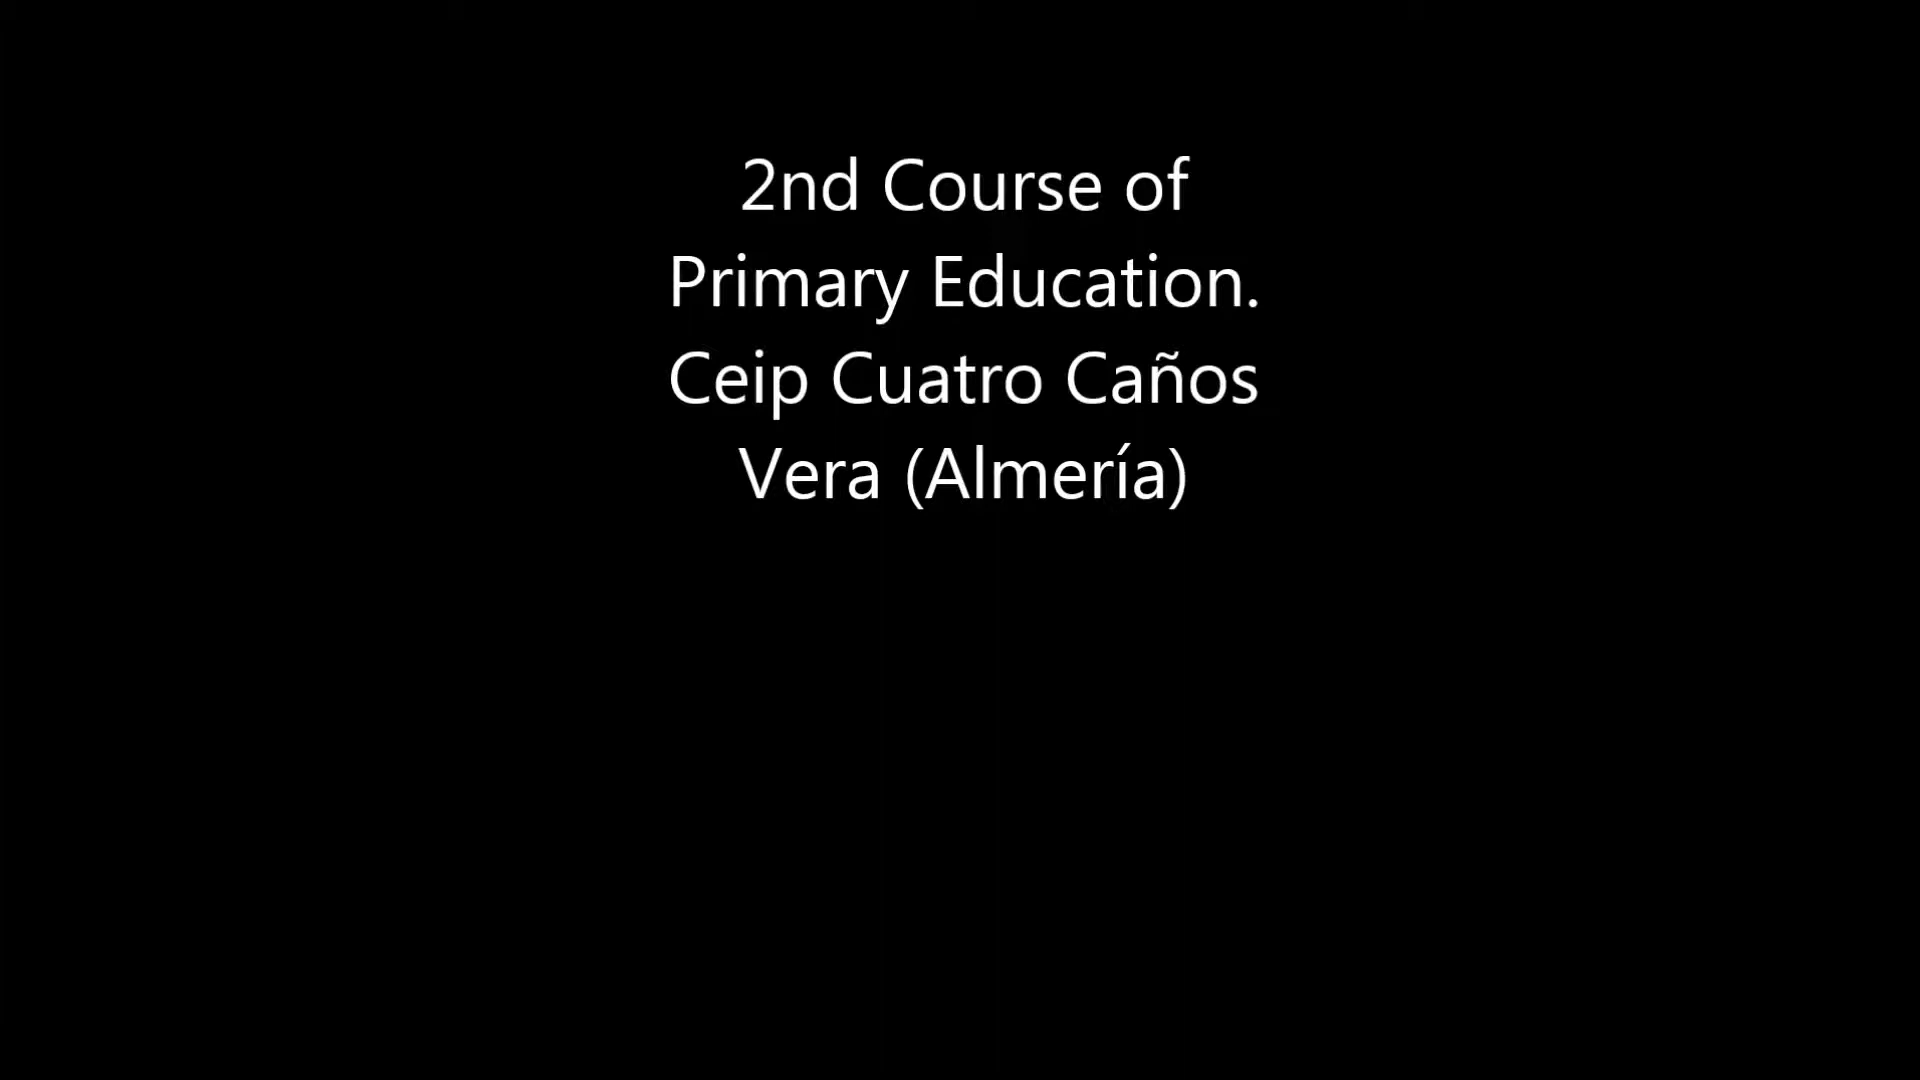 2nd Course of
Primary Education.
Ceip Cuatro Caños
Vera (Almería)